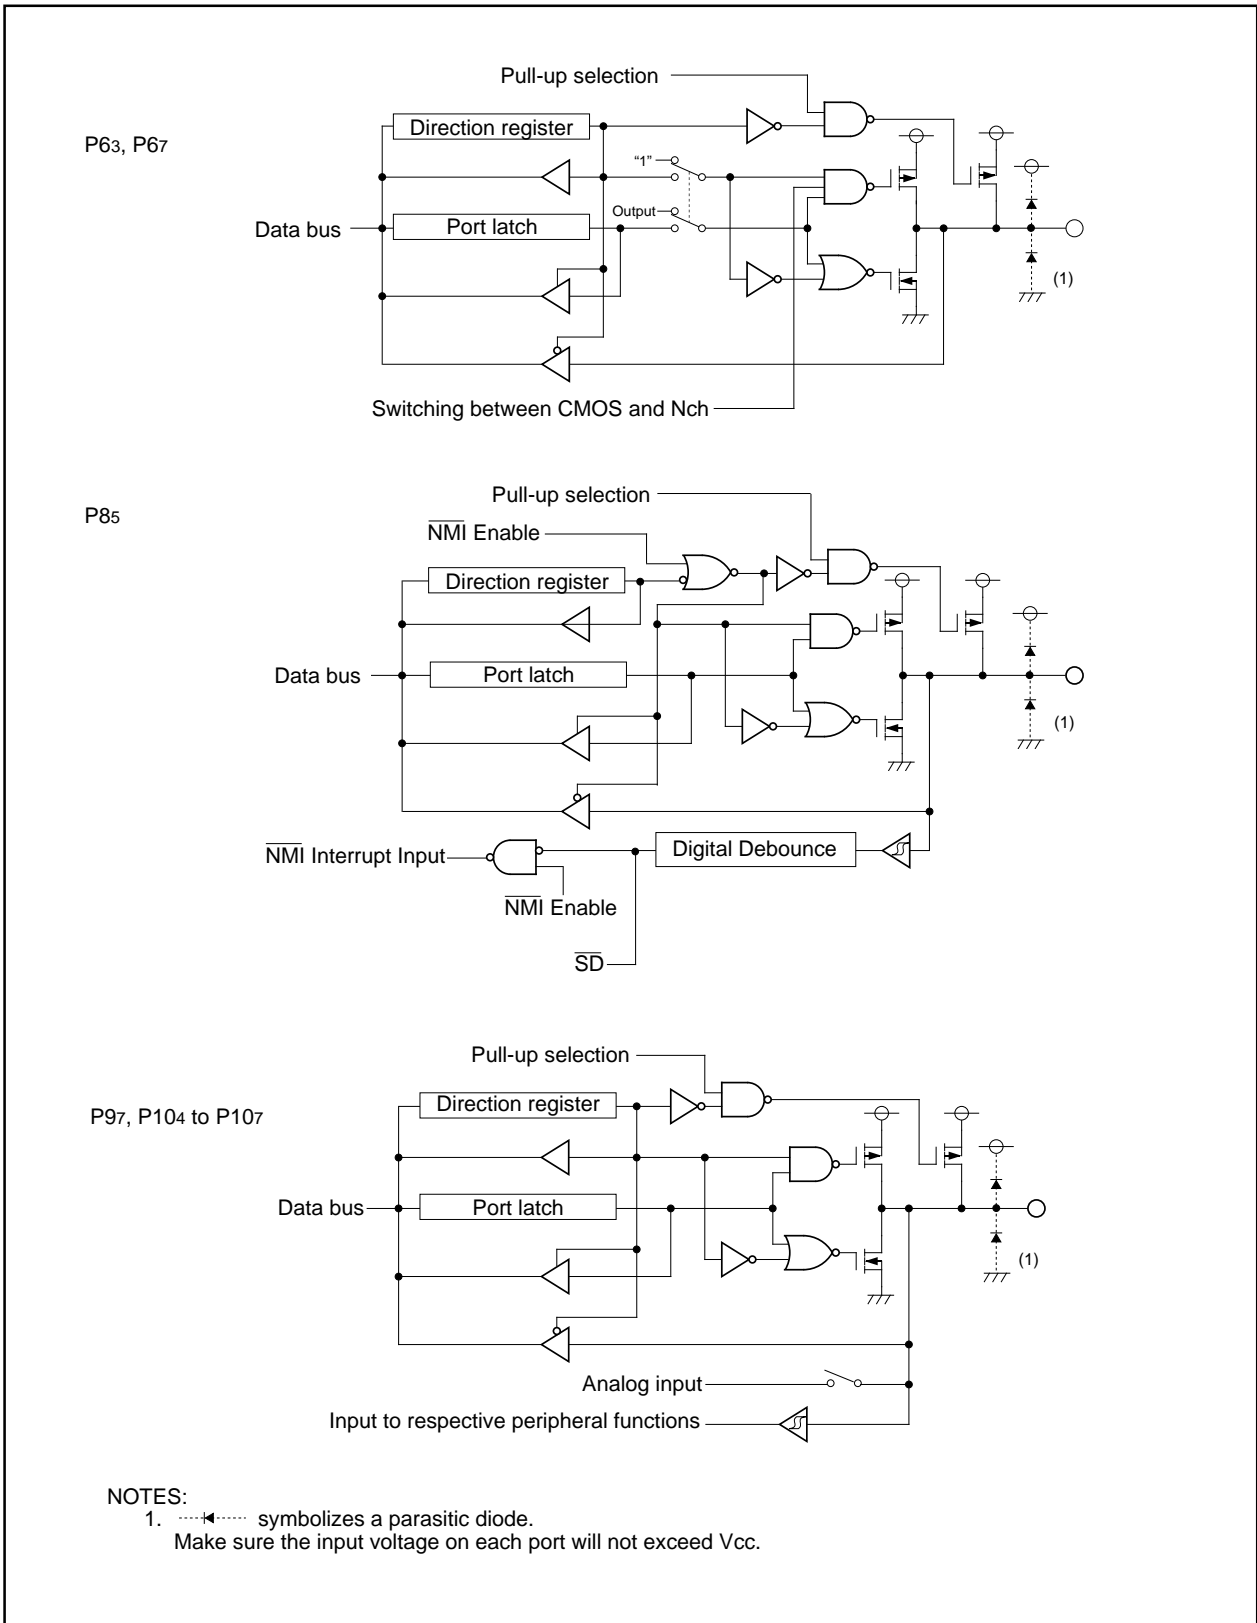 Pull-up selection
P63, P67
Direction register
"1"
Output
Data bus
Port latch
(1)
Switching between CMOS and Nch
Pull-up selection
P85
NMI Enable
Direction register
Data bus
Port latch
(1)
NMI Interrupt Input
Digital Debounce
NMI Enable
SD
Pull-up selection
P97, P104 to P107
Direction register
Data bus
Port latch
(1)
Analog input
Input to respective peripheral functions
NOTES:
1. symbolizes a parasitic diode.
Make sure the input voltage on each port will not exceed Vcc.